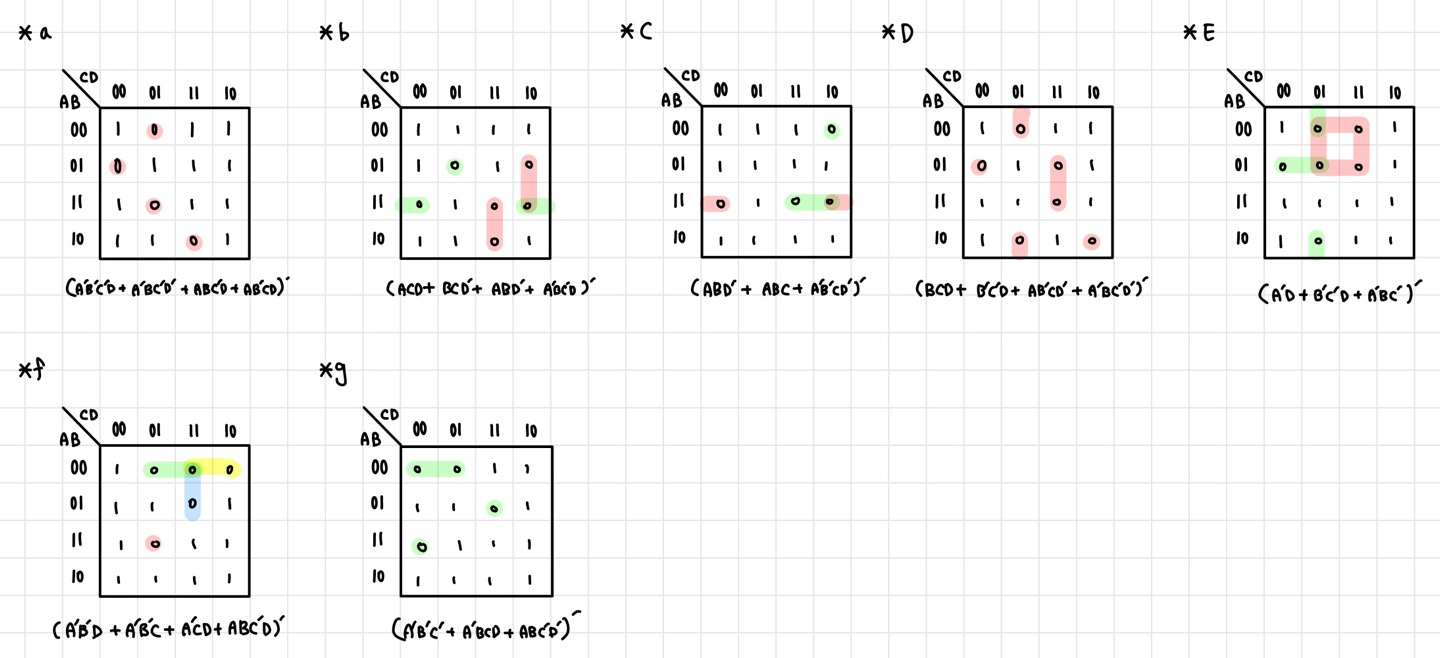 *a
CD
AB
00 01 11 10
00 1 0 1 1
01 0 1 1 1
11 1 0 1 1
10 1 1 0 1
(A'B'C'D + A'BC'D' + ABC'D + AB'CD)'
*b
CD
AB
00 01 11 10
00 1 1 1 1
01 1 0 1 0
11 0 1 0 0
10 1 1 0 1
(ACD + BCD' + ABD' + A'BC'D)'
*C
CD
AB
00 01 11 10
00 1 1 1 0
01 1 1 1 1
11 0 1 0 0
10 1 1 1 1
(ABD' + ABC + A'B'CD')'
*D
CD
AB
00 01 11 10
00 1 0 1 1
01 0 1 0 1
11 1 1 0 1
10 1 0 1 0
(BCD + B'C'D + AB'CD' + A'BC'D')'
*E
CD
AB
00 01 11 10
00 1 0 0 1
01 0 0 0 1
11 1 1 1 1
10 1 0 1 1
(A'D + B'C'D + A'BC')'
*f
CD
AB
00 01 11 10
00 1 0 0 0
01 1 1 0 1
11 1 0 1 1
10 1 1 1 1
(A'B'D + A'B'C + A'CD + ABC'D)'
*g
CD
AB
00 01 11 10
00 0 0 1 1
01 1 1 0 1
11 0 1 1 1
10 1 1 1 1
(A'B'C' + A'BCD + ABC'D')'